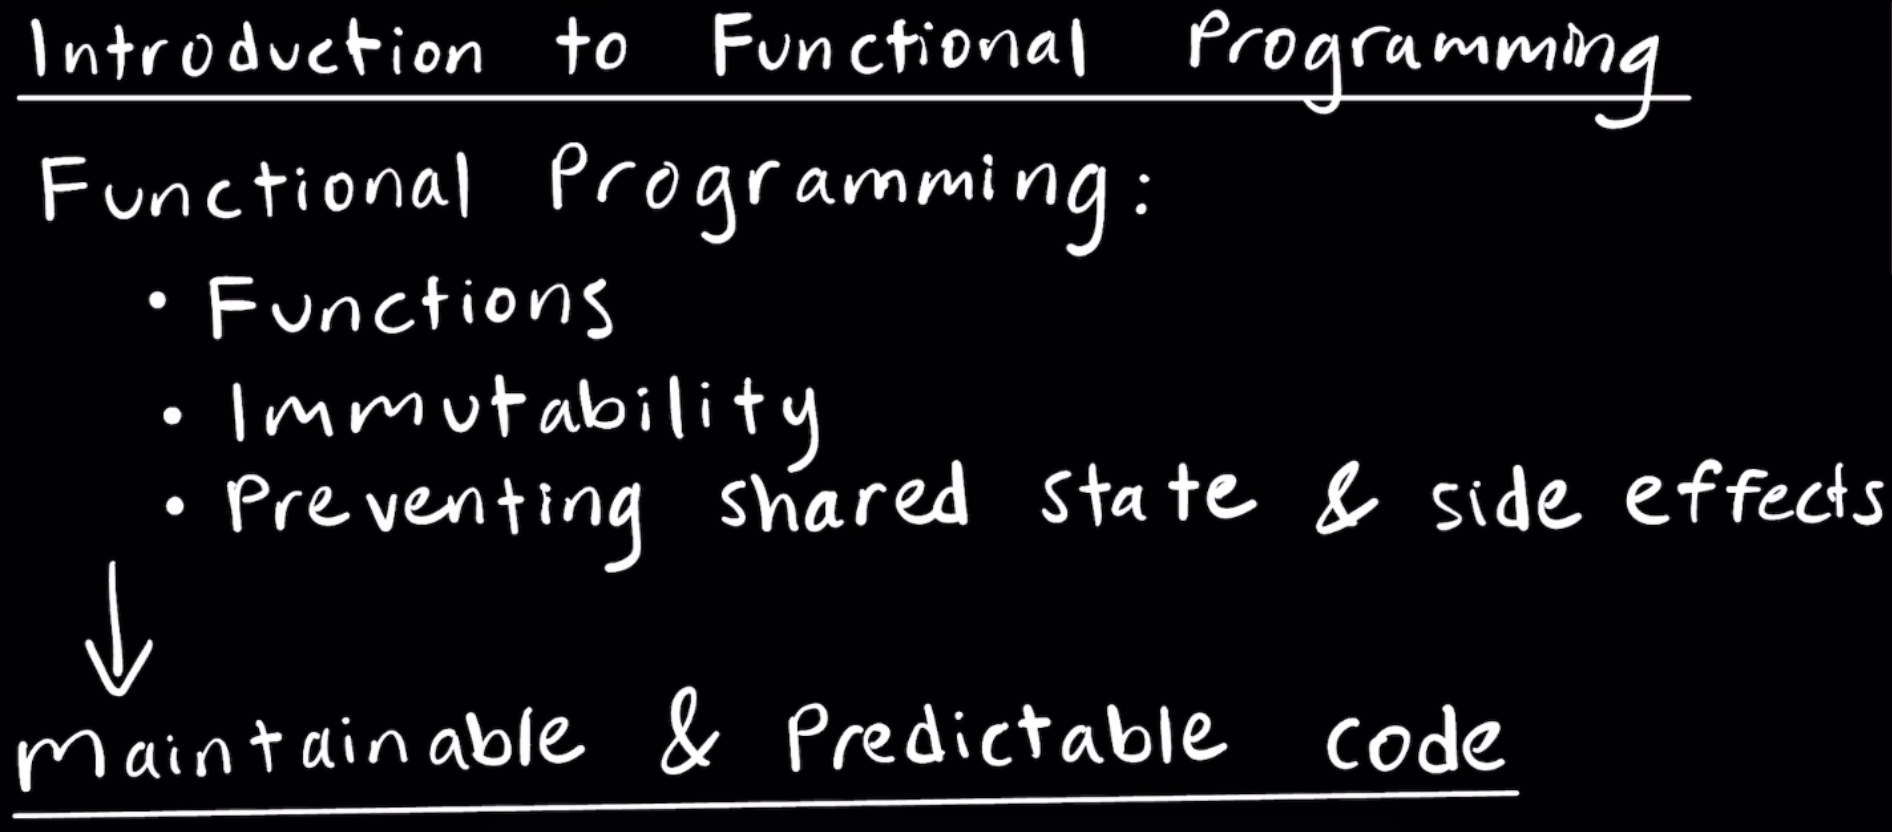 Introduction to Functional Programming
Functional Programming:
• Functions
• Immutability
• Preventing shared state & side effects
↓
Maintainable & Predictable code